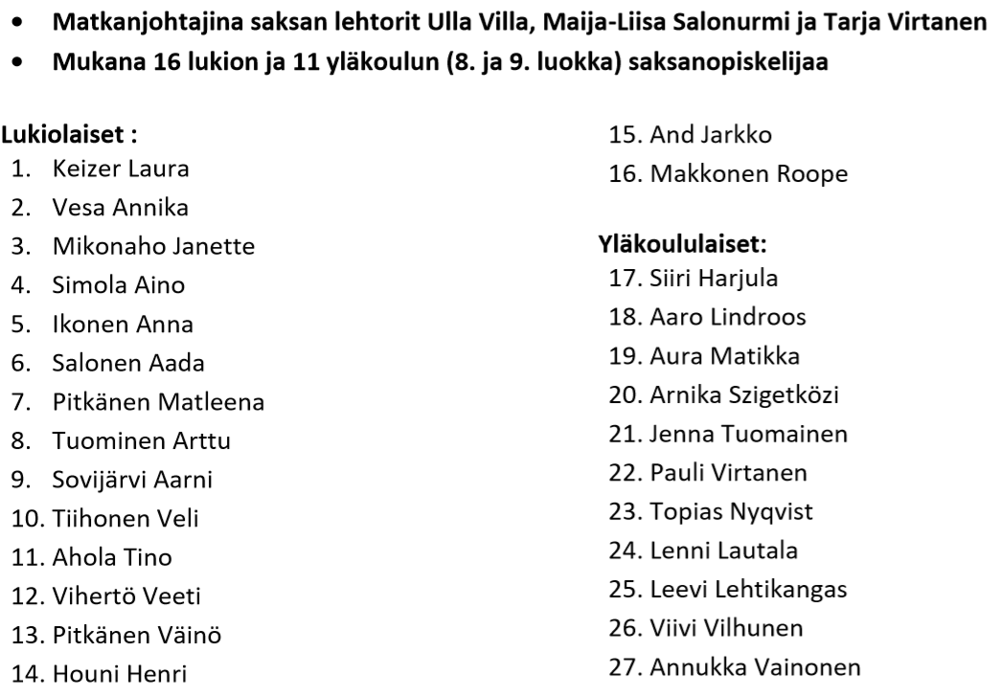 • Matkanjohtajina saksan lehtorit Ulla Villa, Maija-Liisa Salonurmi ja Tarja Virtanen
• Mukana 16 lukion ja 11 yläkoulun (8. ja 9. luokka) saksanopiskelijaa
Lukiolaiset :
1. Keizer Laura
2. Vesa Annika
3. Mikonaho Janette
4. Simola Aino
5. Ikonen Anna
6. Salonen Aada
7. Pitkänen Matleena
8. Tuominen Arttu
9. Sovijärvi Aarni
10. Tiihonen Veli
11. Ahola Tino
12. Vihertö Veeti
13. Pitkänen Väinö
14. Houni Henri
15. And Jarkko
16. Makkonen Roope
Yläkoululaiset:
17. Siiri Harjula
18. Aaro Lindroos
19. Aura Matikka
20. Arnika Szigetközi
21. Jenna Tuomainen
22. Pauli Virtanen
23. Topias Nyqvist
24. Lenni Lautala
25. Leevi Lehtikangas
26. Viivi Vilhunen
27. Annukka Vainonen